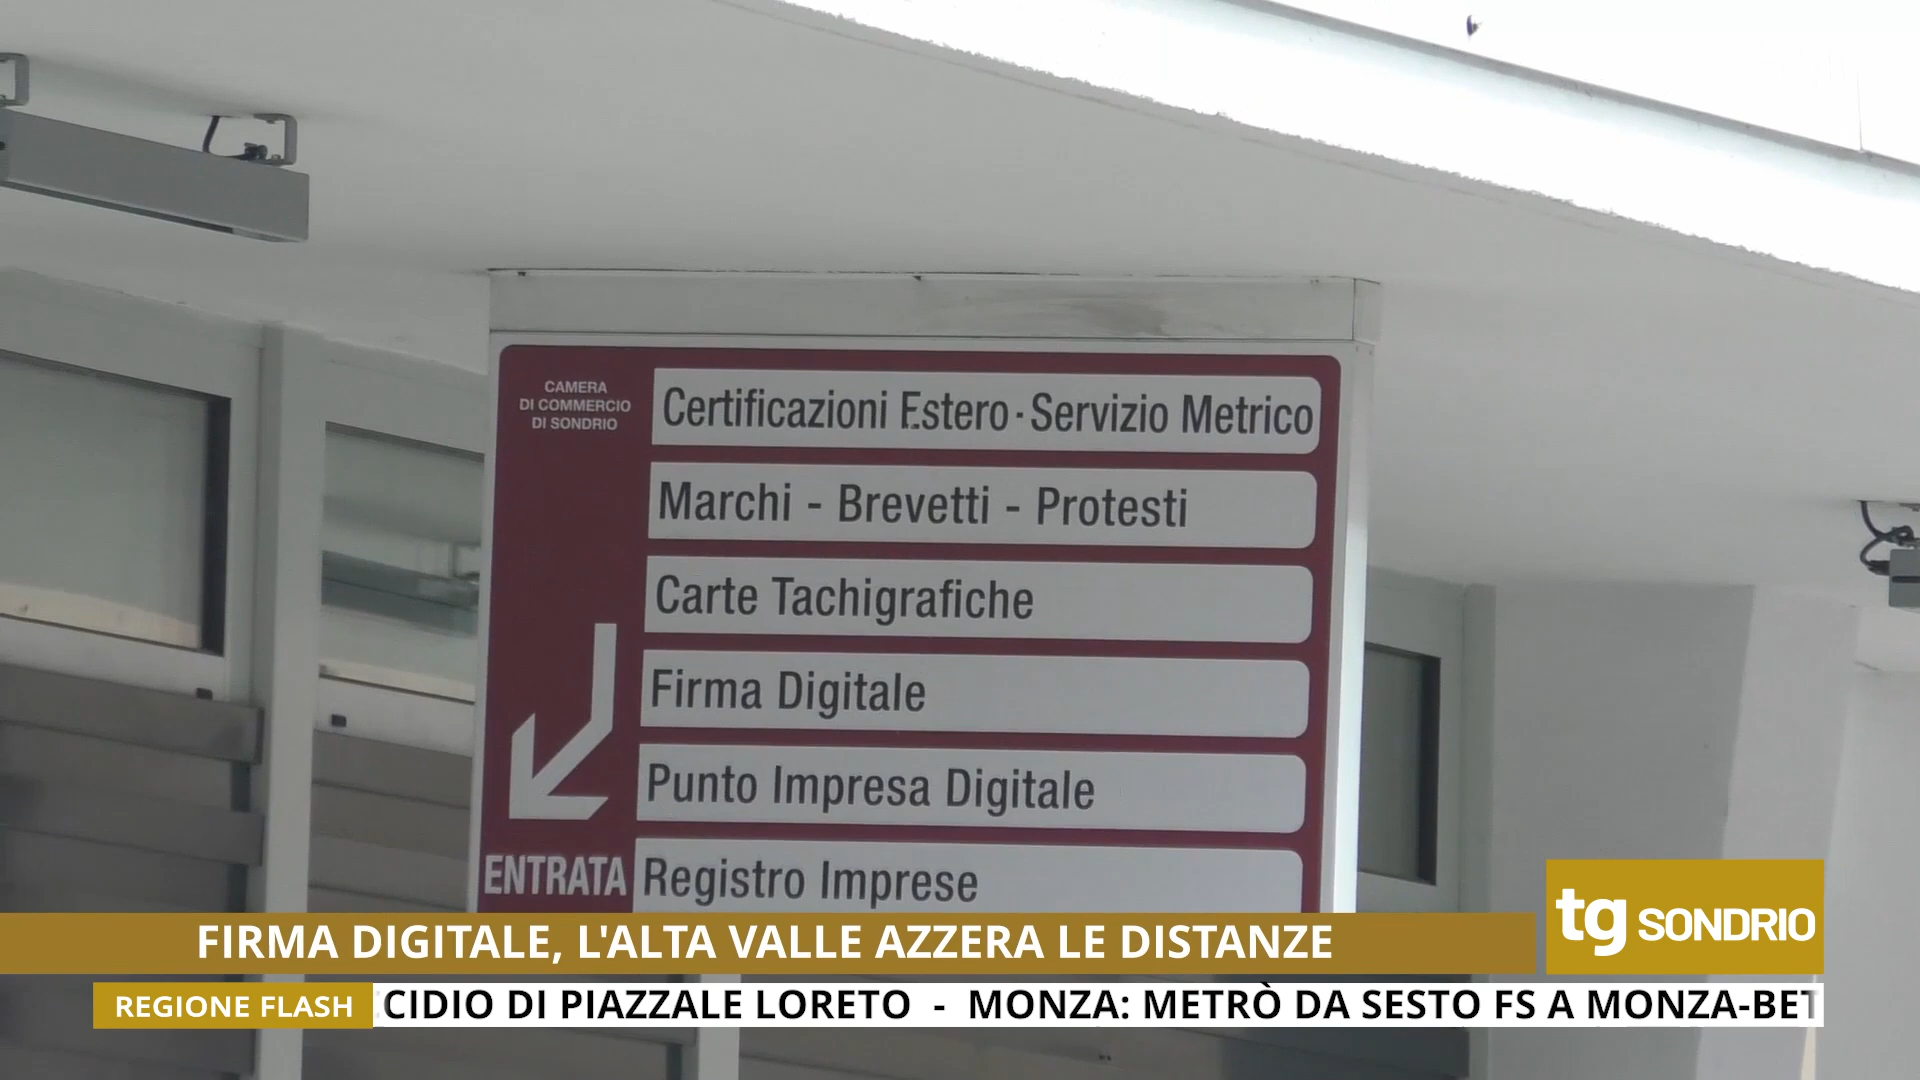 CAMERA
DI COMMERCIO
DI SONDRIO
Certificazioni Estero - Servizio Metrico
Marchi - Brevetti - Protesti
Carte Tachigrafiche
Firma Digitale
Punto Impresa Digitale
ENTRATA
Registro Imprese
FIRMA DIGITALE, L'ALTA VALLE AZZERA LE DISTANZE
tg SONDRIO
REGIONE FLASH
CIDIO DI PIAZZALE LORETO - MONZA: METRÒ DA SESTO FS A MONZA-BET